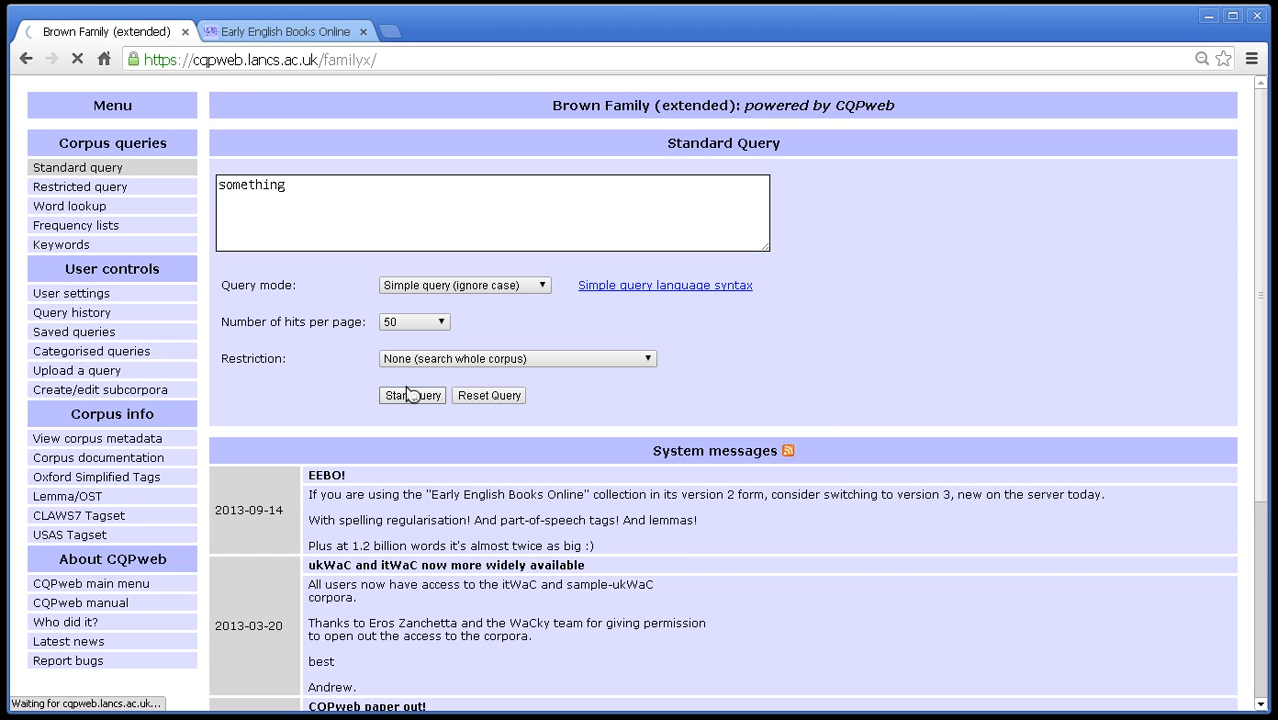 Brown Family (extended) ×
Early English Books Online ×
https://cqpweb.lancs.ac.uk/familyx/
Menu
Corpus queries
Standard query
Restricted query
Word lookup
Frequency lists
Keywords
User controls
User settings
Query history
Saved queries
Categorised queries
Upload a query
Create/edit subcorpora
Corpus info
View corpus metadata
Corpus documentation
Oxford Simplified Tags
Lemma/OST
CLAWS7 Tagset
USAS Tagset
About CQPweb
CQPweb main menu
CQPweb manual
Who did it?
Latest news
Report bugs
Brown Family (extended): powered by CQPweb
Standard Query
something
Query mode: Simple query (ignore case) Simple query language syntax
Number of hits per page: 50
Restriction: None (search whole corpus)
Start Query Reset Query
System messages
2013-09-14
EEBO!
If you are using the "Early English Books Online" collection in its version 2 form, consider switching to version 3, new on the server today.
With spelling regularisation! And part-of-speech tags! And lemmas!
Plus at 1.2 billion words it's almost twice as big :)
2013-03-20
ukWaC and itWaC now more widely available
All users now have access to the itWaC and sample-ukWaC
corpora.
Thanks to Eros Zanchetta and the WaCky team for giving permission
to open out the access to the corpora.
best
Andrew.
CQPweb paper out!
Waiting for cqpweb.lancs.ac.uk...